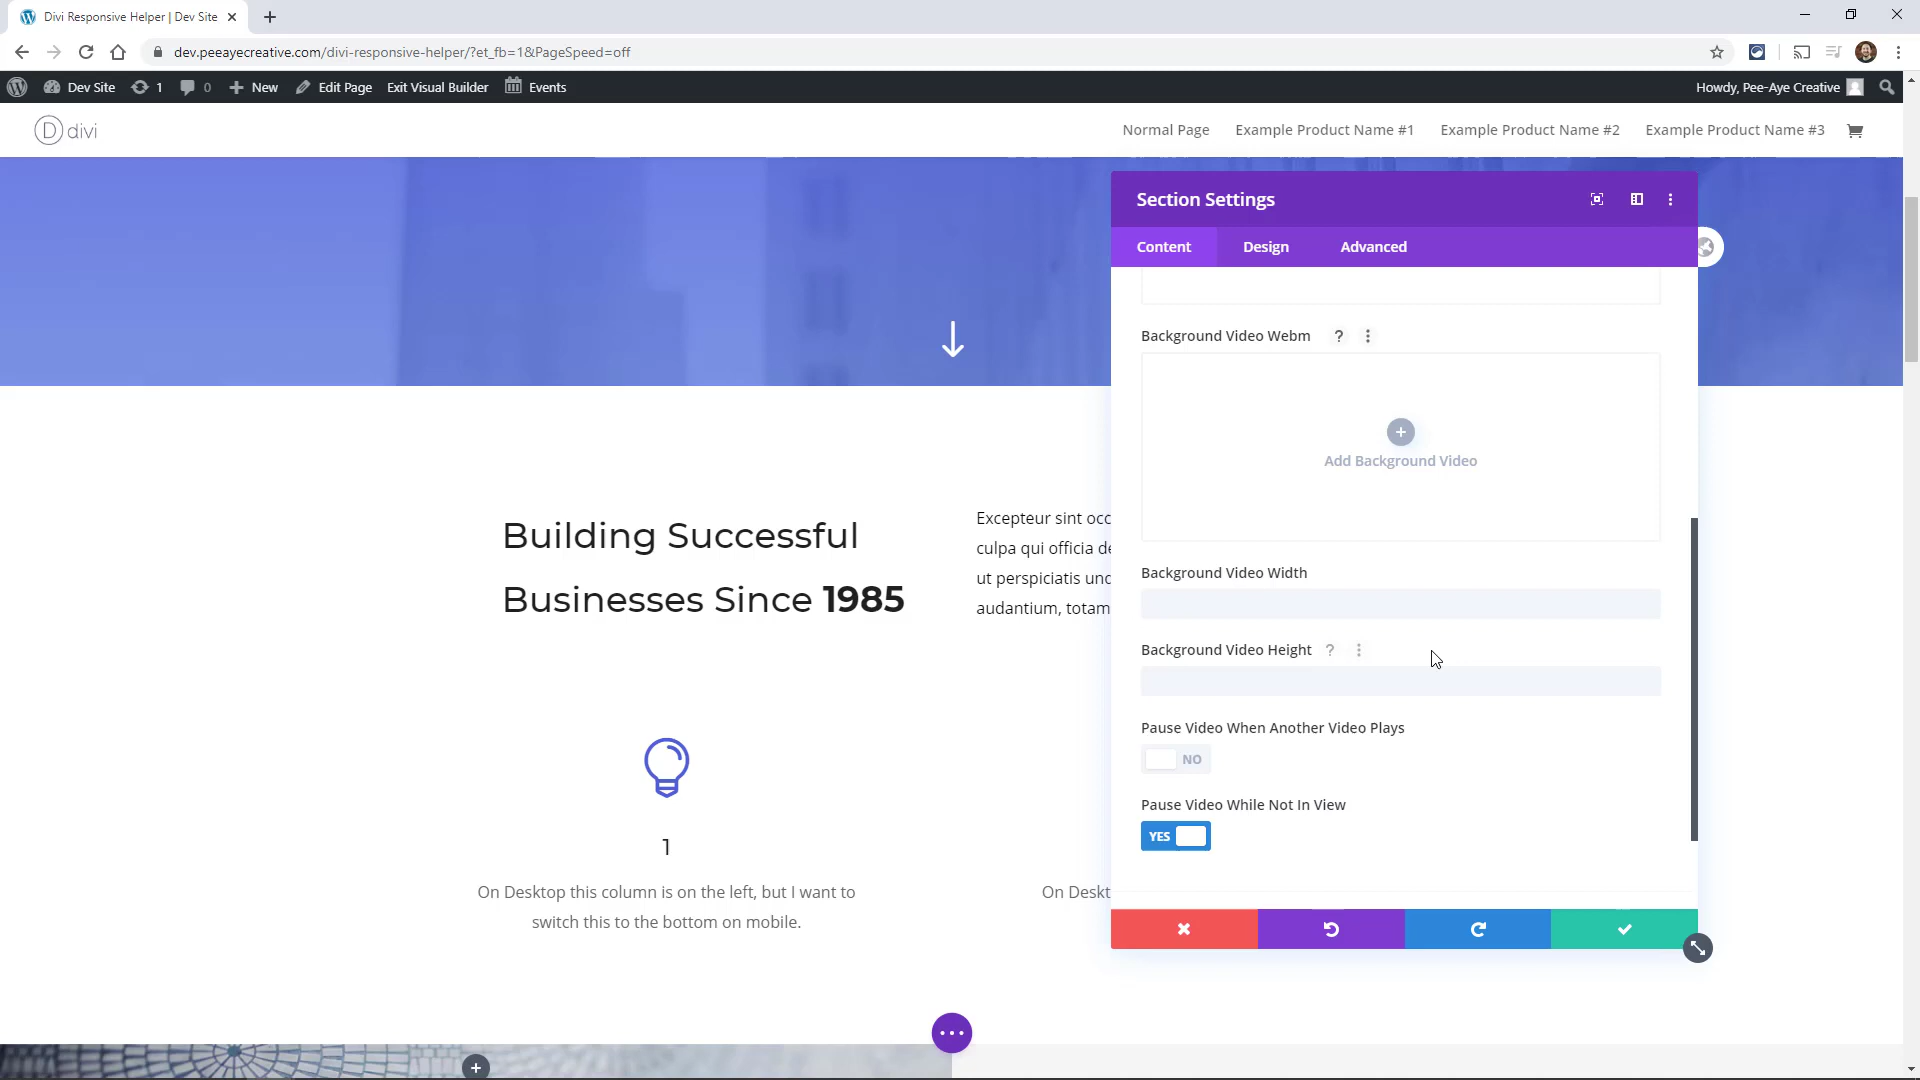 Divi Responsive Helper | Dev Site
dev.peeayecreative.com/divi-responsive-helper/?et_fb=1&PageSpeed=off
Dev Site 1 0 New Edit Page Exit Visual Builder Events Howdy, Pee-Aye Creative
D divi Normal Page Example Product Name #1 Example Product Name #2 Example Product Name #3
Section Settings
Content Design Advanced
Background Video Webm ?
Add Background Video
Background Video Width
Background Video Height ?
Pause Video When Another Video Plays
NO
Pause Video While Not In View
YES
Building Successful
Businesses Since 1985
Excepteur sint occ
culpa qui officia de
ut perspiciatis und
audantium, totam
1
On Desktop this column is on the left, but I want to
switch this to the bottom on mobile.
On Deskt